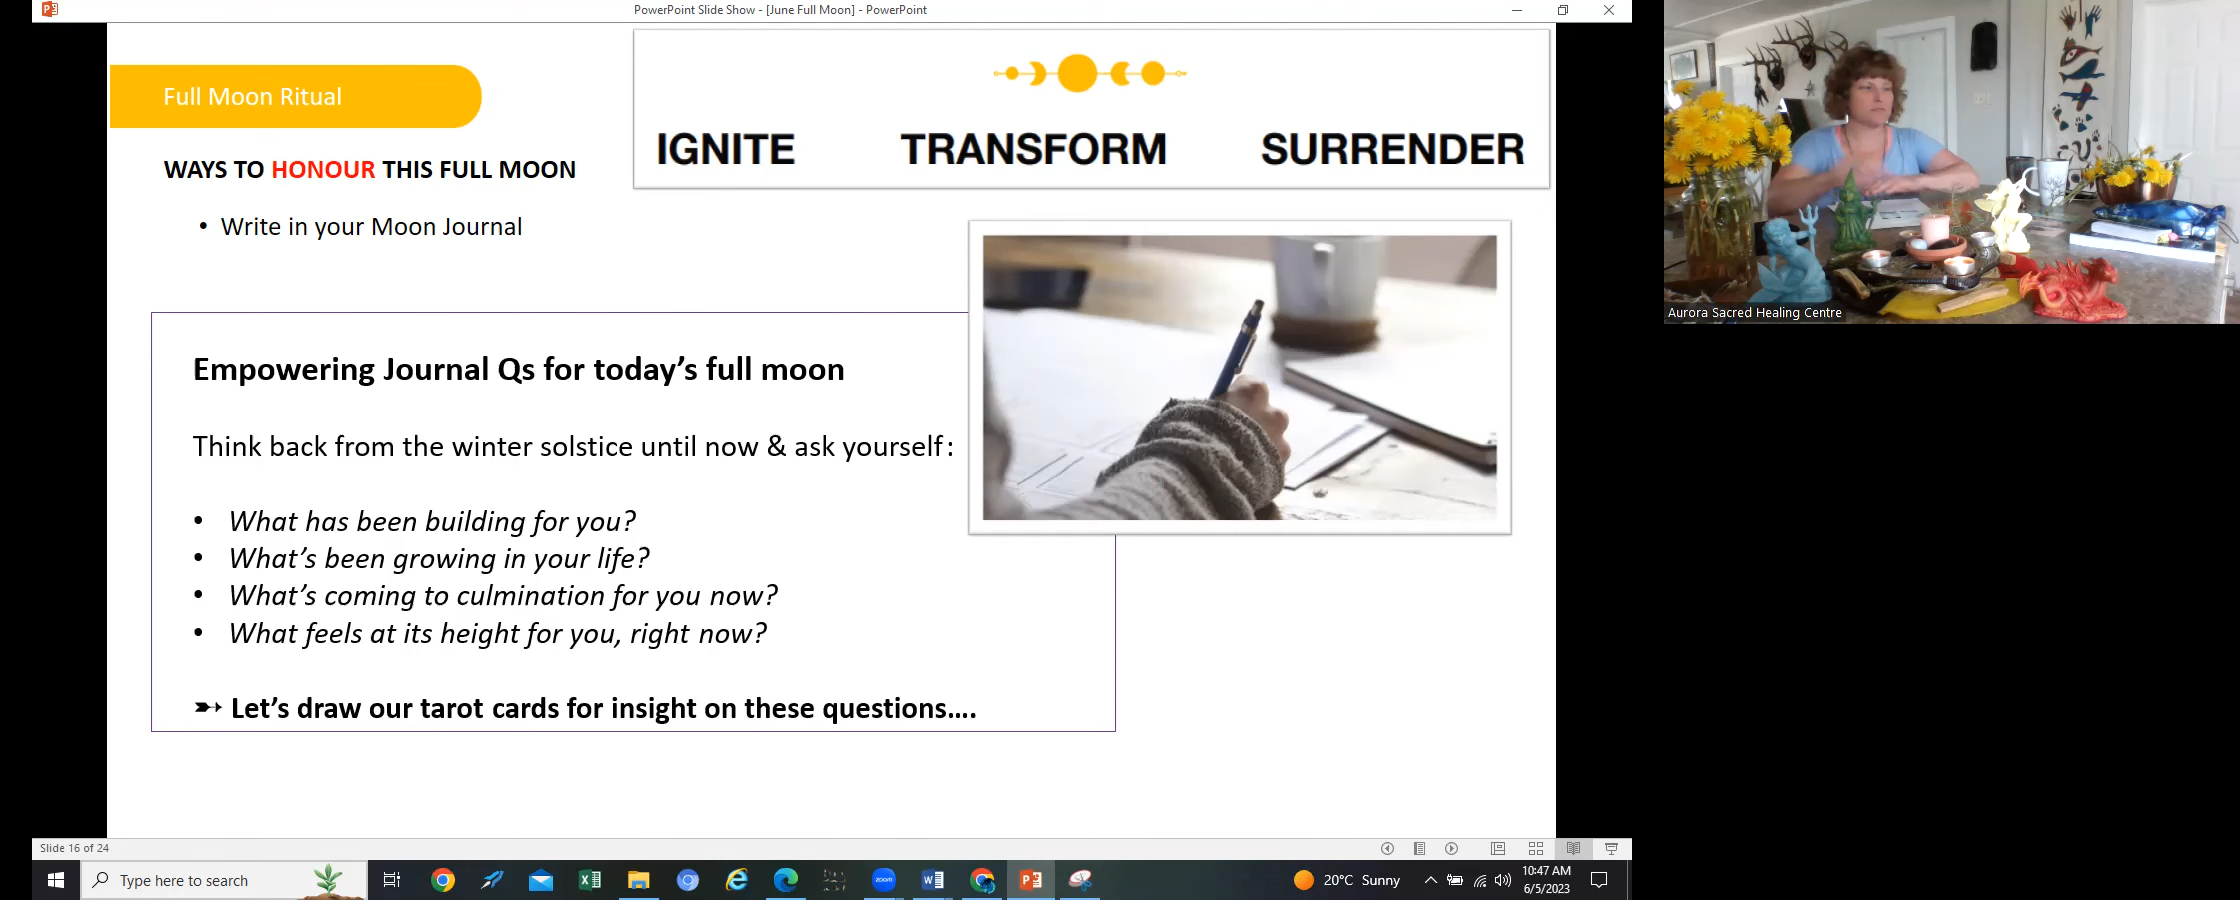 PowerPoint Slide Show - [June Full Moon] - PowerPoint
Full Moon Ritual
IGNITE TRANSFORM SURRENDER
WAYS TO HONOUR THIS FULL MOON
• Write in your Moon Journal
Empowering Journal Qs for today’s full moon
Think back from the winter solstice until now & ask yourself:
• What has been building for you?
• What’s been growing in your life?
• What’s coming to culmination for you now?
• What feels at its height for you, right now?
➵ Let’s draw our tarot cards for insight on these questions....
Aurora Sacred Healing Centre
Slide 16 of 24
Type here to search
zoom
20°C Sunny
10:47 AM
6/5/2023